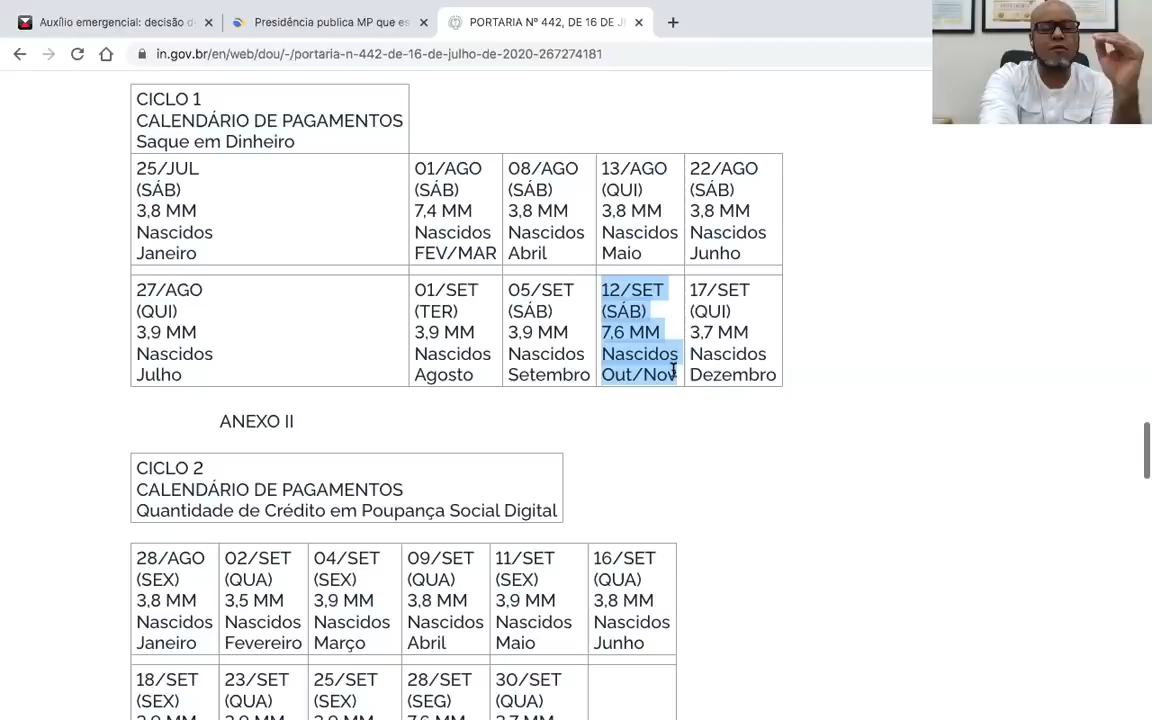 Auxílio emergencial: decisão d
Presidência publica MP que es
PORTARIA Nº 442, DE 16 DE JU
in.gov.br/en/web/dou/-/portaria-n-442-de-16-de-julho-de-2020-267274181
CICLO 1
CALENDÁRIO DE PAGAMENTOS
Saque em Dinheiro
25/JUL
(SÁB)
3,8 MM
Nascidos
Janeiro
01/AGO
(SÁB)
7,4 MM
Nascidos
FEV/MAR
08/AGO
(SÁB)
3,8 MM
Nascidos
Abril
13/AGO
(QUI)
3,8 MM
Nascidos
Maio
22/AGO
(SÁB)
3,8 MM
Nascidos
Junho
27/AGO
(QUI)
3,9 MM
Nascidos
Julho
01/SET
(TER)
3,9 MM
Nascidos
Agosto
05/SET
(SÁB)
3,9 MM
Nascidos
Setembro
12/SET
(SÁB)
7,6 MM
Nascidos
Out/Nov
17/SET
(QUI)
3,7 MM
Nascidos
Dezembro
ANEXO II
CICLO 2
CALENDÁRIO DE PAGAMENTOS
Quantidade de Crédito em Poupança Social Digital
28/AGO
(SEX)
3,8 MM
Nascidos
Janeiro
02/SET
(QUA)
3,5 MM
Nascidos
Fevereiro
04/SET
(SEX)
3,9 MM
Nascidos
Março
09/SET
(QUA)
3,8 MM
Nascidos
Abril
11/SET
(SEX)
3,9 MM
Nascidos
Maio
16/SET
(QUA)
3,8 MM
Nascidos
Junho
18/SET
(SEX)
23/SET
(QUA)
25/SET
(SEX)
28/SET
(SEG)
30/SET
(QUA)